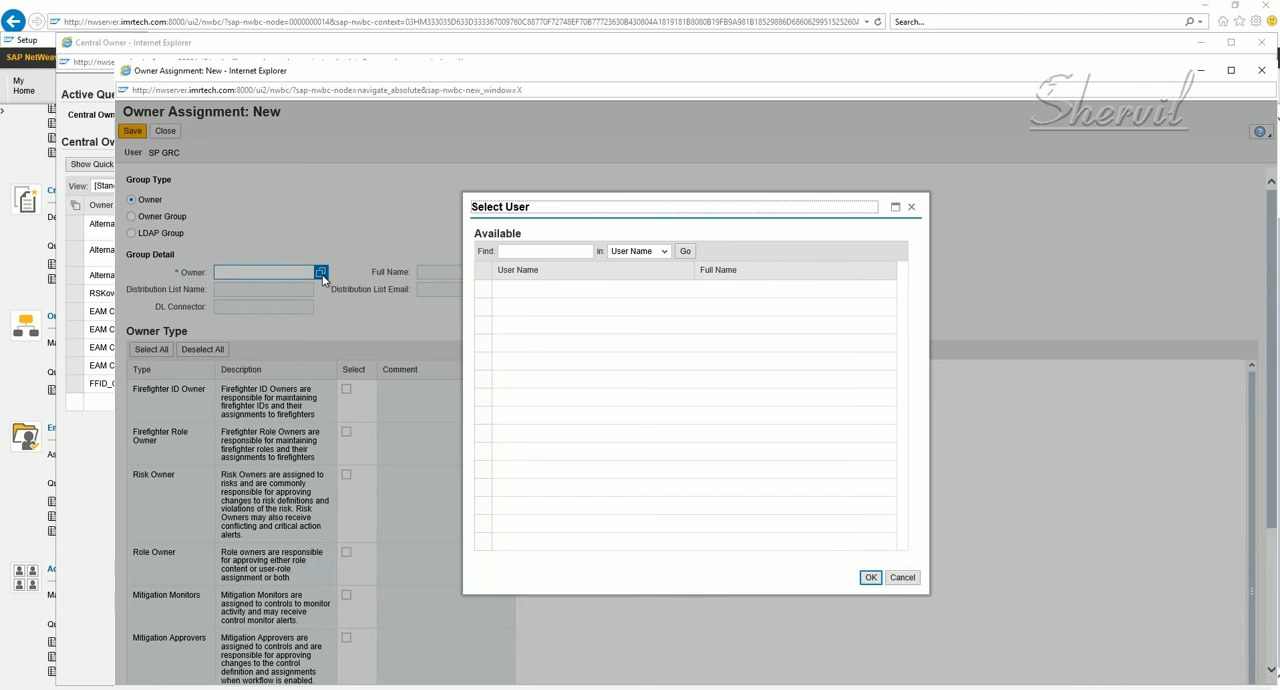 http://nwserver.imrtech.com:8000/ui2/nwbc/?sap-nwbc-node=0000000014&sap-nwbc-context=
Search...
Setup
Central Owner - Internet Explorer
SAP NetWea
http://nwse
Owner Assignment: New - Internet Explorer
My
Home
http://nwserver.imrtech.com:8000/ui2/nwbc/?sap-nwbc-node=navigate_absolute&sap-nwbc-new_window=X
Shervil
Active Que
Owner Assignment: New
Central Own
Save
Close
Central Ow
User SP GRC
Show Quick
Group Type
View: [Stan
Owner
Owner
Owner Group
LDAP Group
Alterna
Alterna
Alterna
RSKow
EAM O
EAM O
EAM O
EAM O
FFID_O
Group Detail
* Owner:
Full Name:
Distribution List Name:
Distribution List Email:
DL Connector:
Owner Type
Select All
Deselect All
Type
Description
Select
Comment
Firefighter ID Owner
Firefighter ID Owners are
responsible for maintaining
firefighter IDs and their
assignments to firefighters
Firefighter Role
Owner
Firefighter Role Owners are
responsible for maintaining
firefighter roles and their
assignments to firefighters
Risk Owner
Risk Owners are assigned to
risks and are commonly
responsible for approving
changes to risk definitions and
violations of the risk. Risk
Owners may also receive
conflicting and critical action
alerts.
Role Owner
Role owners are responsible
for approving either role
content or user-role
assignment or both
Mitigation Monitors
Mitigation Monitors are
assigned to controls to monitor
activity and may receive
control monitor alerts.
Mitigation Approvers
Mitigation Approvers are
assigned to controls and are
responsible for approving
changes to the control
definition and assignments
when workflow is enabled.
Select User
Available
Find:
in: User Name
Go
User Name
Full Name
OK
Cancel